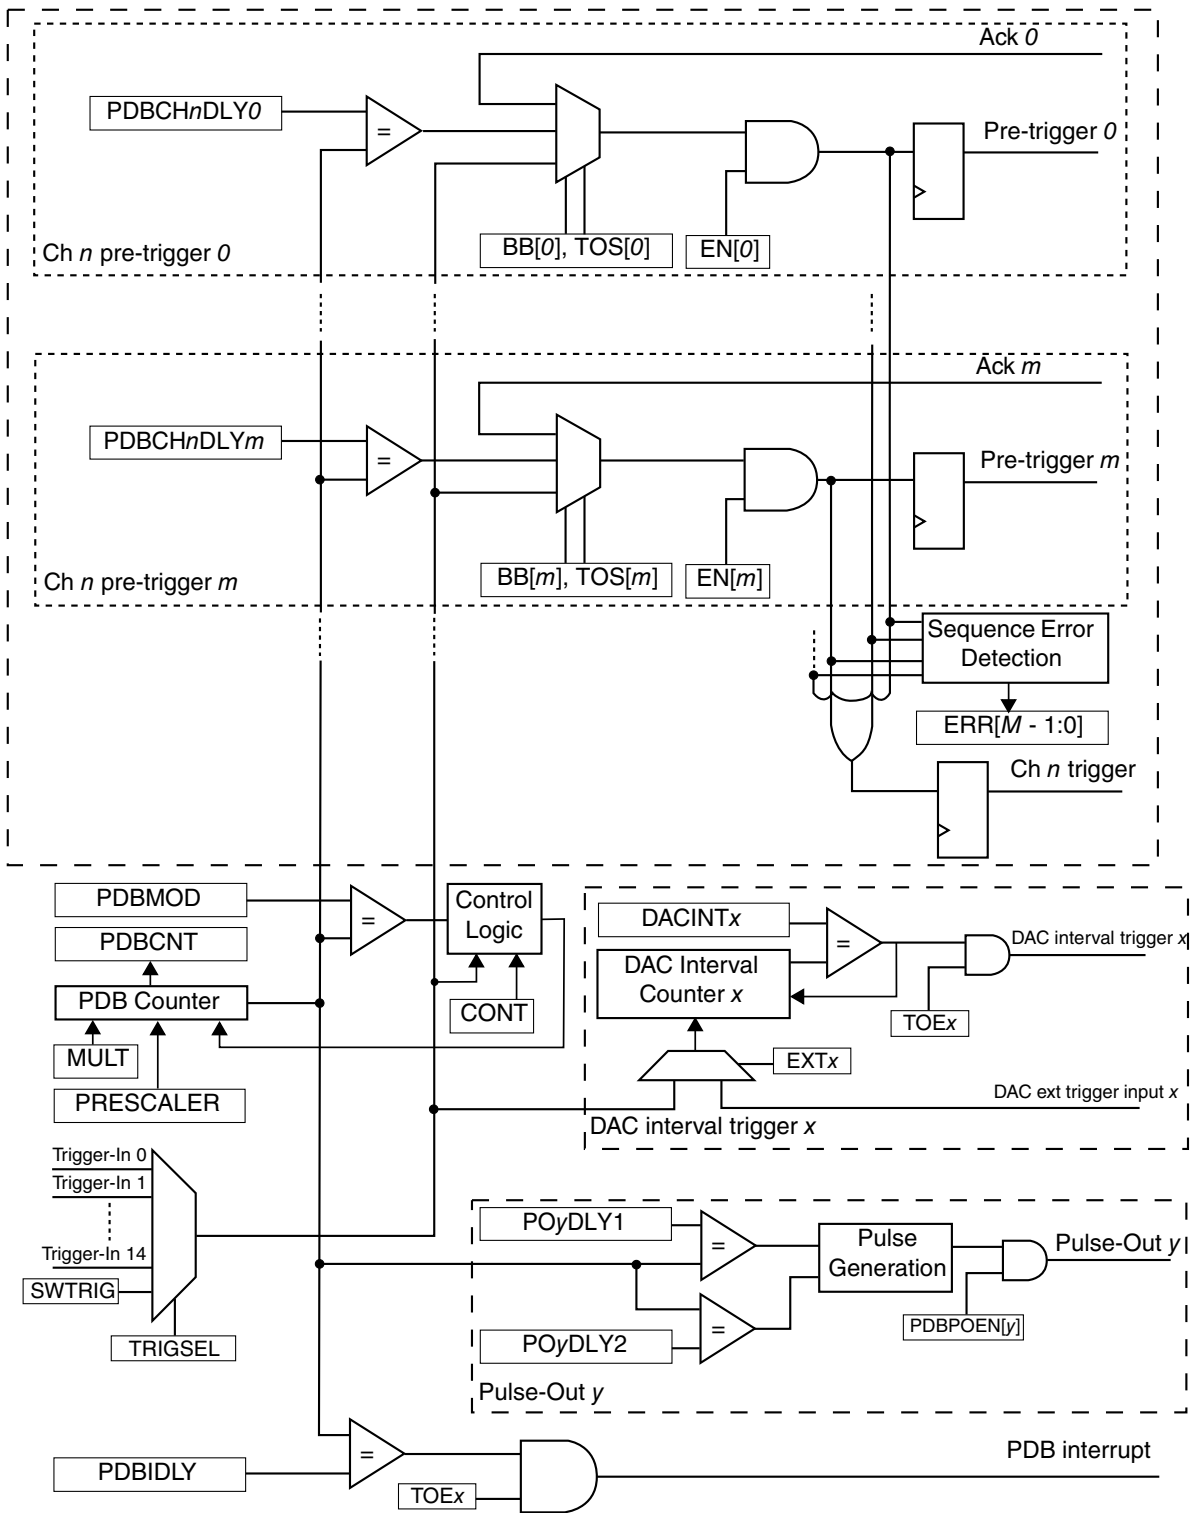 Ack 0
PDBCHnDLY0
=
Pre-trigger 0
BB[0], TOS[0]
EN[0]
Ch n pre-trigger 0
Ack m
PDBCHnDLYm
=
Pre-trigger m
BB[m], TOS[m]
EN[m]
Ch n pre-trigger m
Sequence Error
Detection
ERR[M - 1:0]
Ch n trigger
PDBMOD
=
Control
Logic
PDBCNT
PDB Counter
CONT
MULT
PRESCALER
DACINTx
=
DAC interval trigger x
DAC Interval
Counter x
TOEx
EXTx
DAC ext trigger input x
DAC interval trigger x
Trigger-In 0
Trigger-In 1
Trigger-In 14
SWTRIG
TRIGSEL
POyDLY1
=
Pulse
Generation
Pulse-Out y
PDBPOEN[y]
=
POyDLY2
Pulse-Out y
=
PDBIDLY
TOEx
PDB interrupt